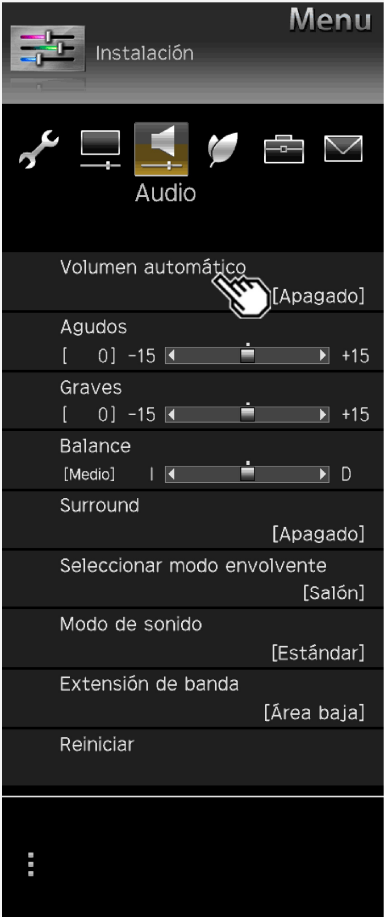 Menu
Instalación
Audio
Volumen automático
[Apagado]
Agudos
[ 0] -15 +15
Graves
[ 0] -15 +15
Balance
[Medio] I D
Surround
[Apagado]
Seleccionar modo envolvente
[Salón]
Modo de sonido
[Estándar]
Extensión de banda
[Área baja]
Reiniciar